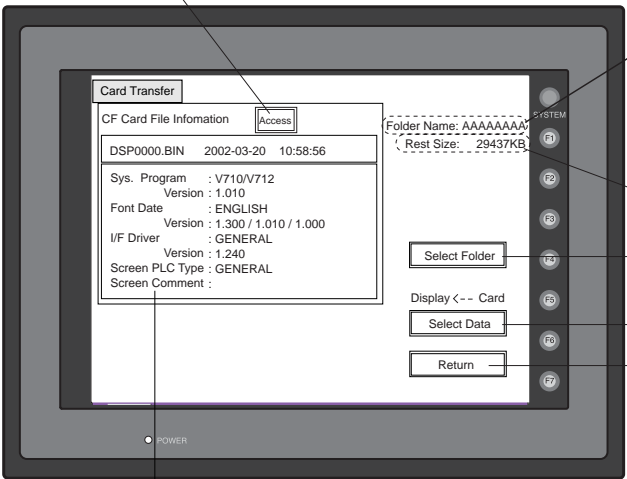 Card Transfer
CF Card File Infomation
Access
DSP0000.BIN 2002-03-20 10:58:56
Sys. Program : V710/V712
Version : 1.010
Font Date : ENGLISH
Version : 1.300 / 1.010 / 1.000
I/F Driver : GENERAL
Version : 1.240
Screen PLC Type : GENERAL
Screen Comment :
Folder Name: AAAAAAAA
Rest Size: 29437KB
Select Folder
Display <-- Card
Select Data
Return
SYSTEM
F1
F2
F3
F4
F5
F6
F7
POWER